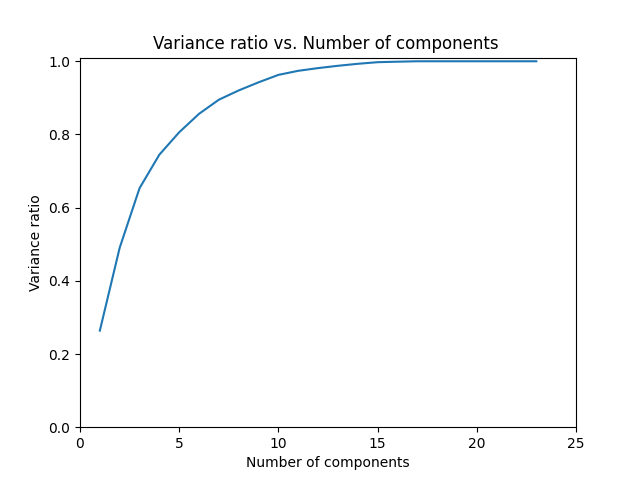 Variance ratio vs. Number of components
1.0
0.8
0.6
0.4
0.2
0.0
Variance ratio
0 5 10 15 20 25
Number of components